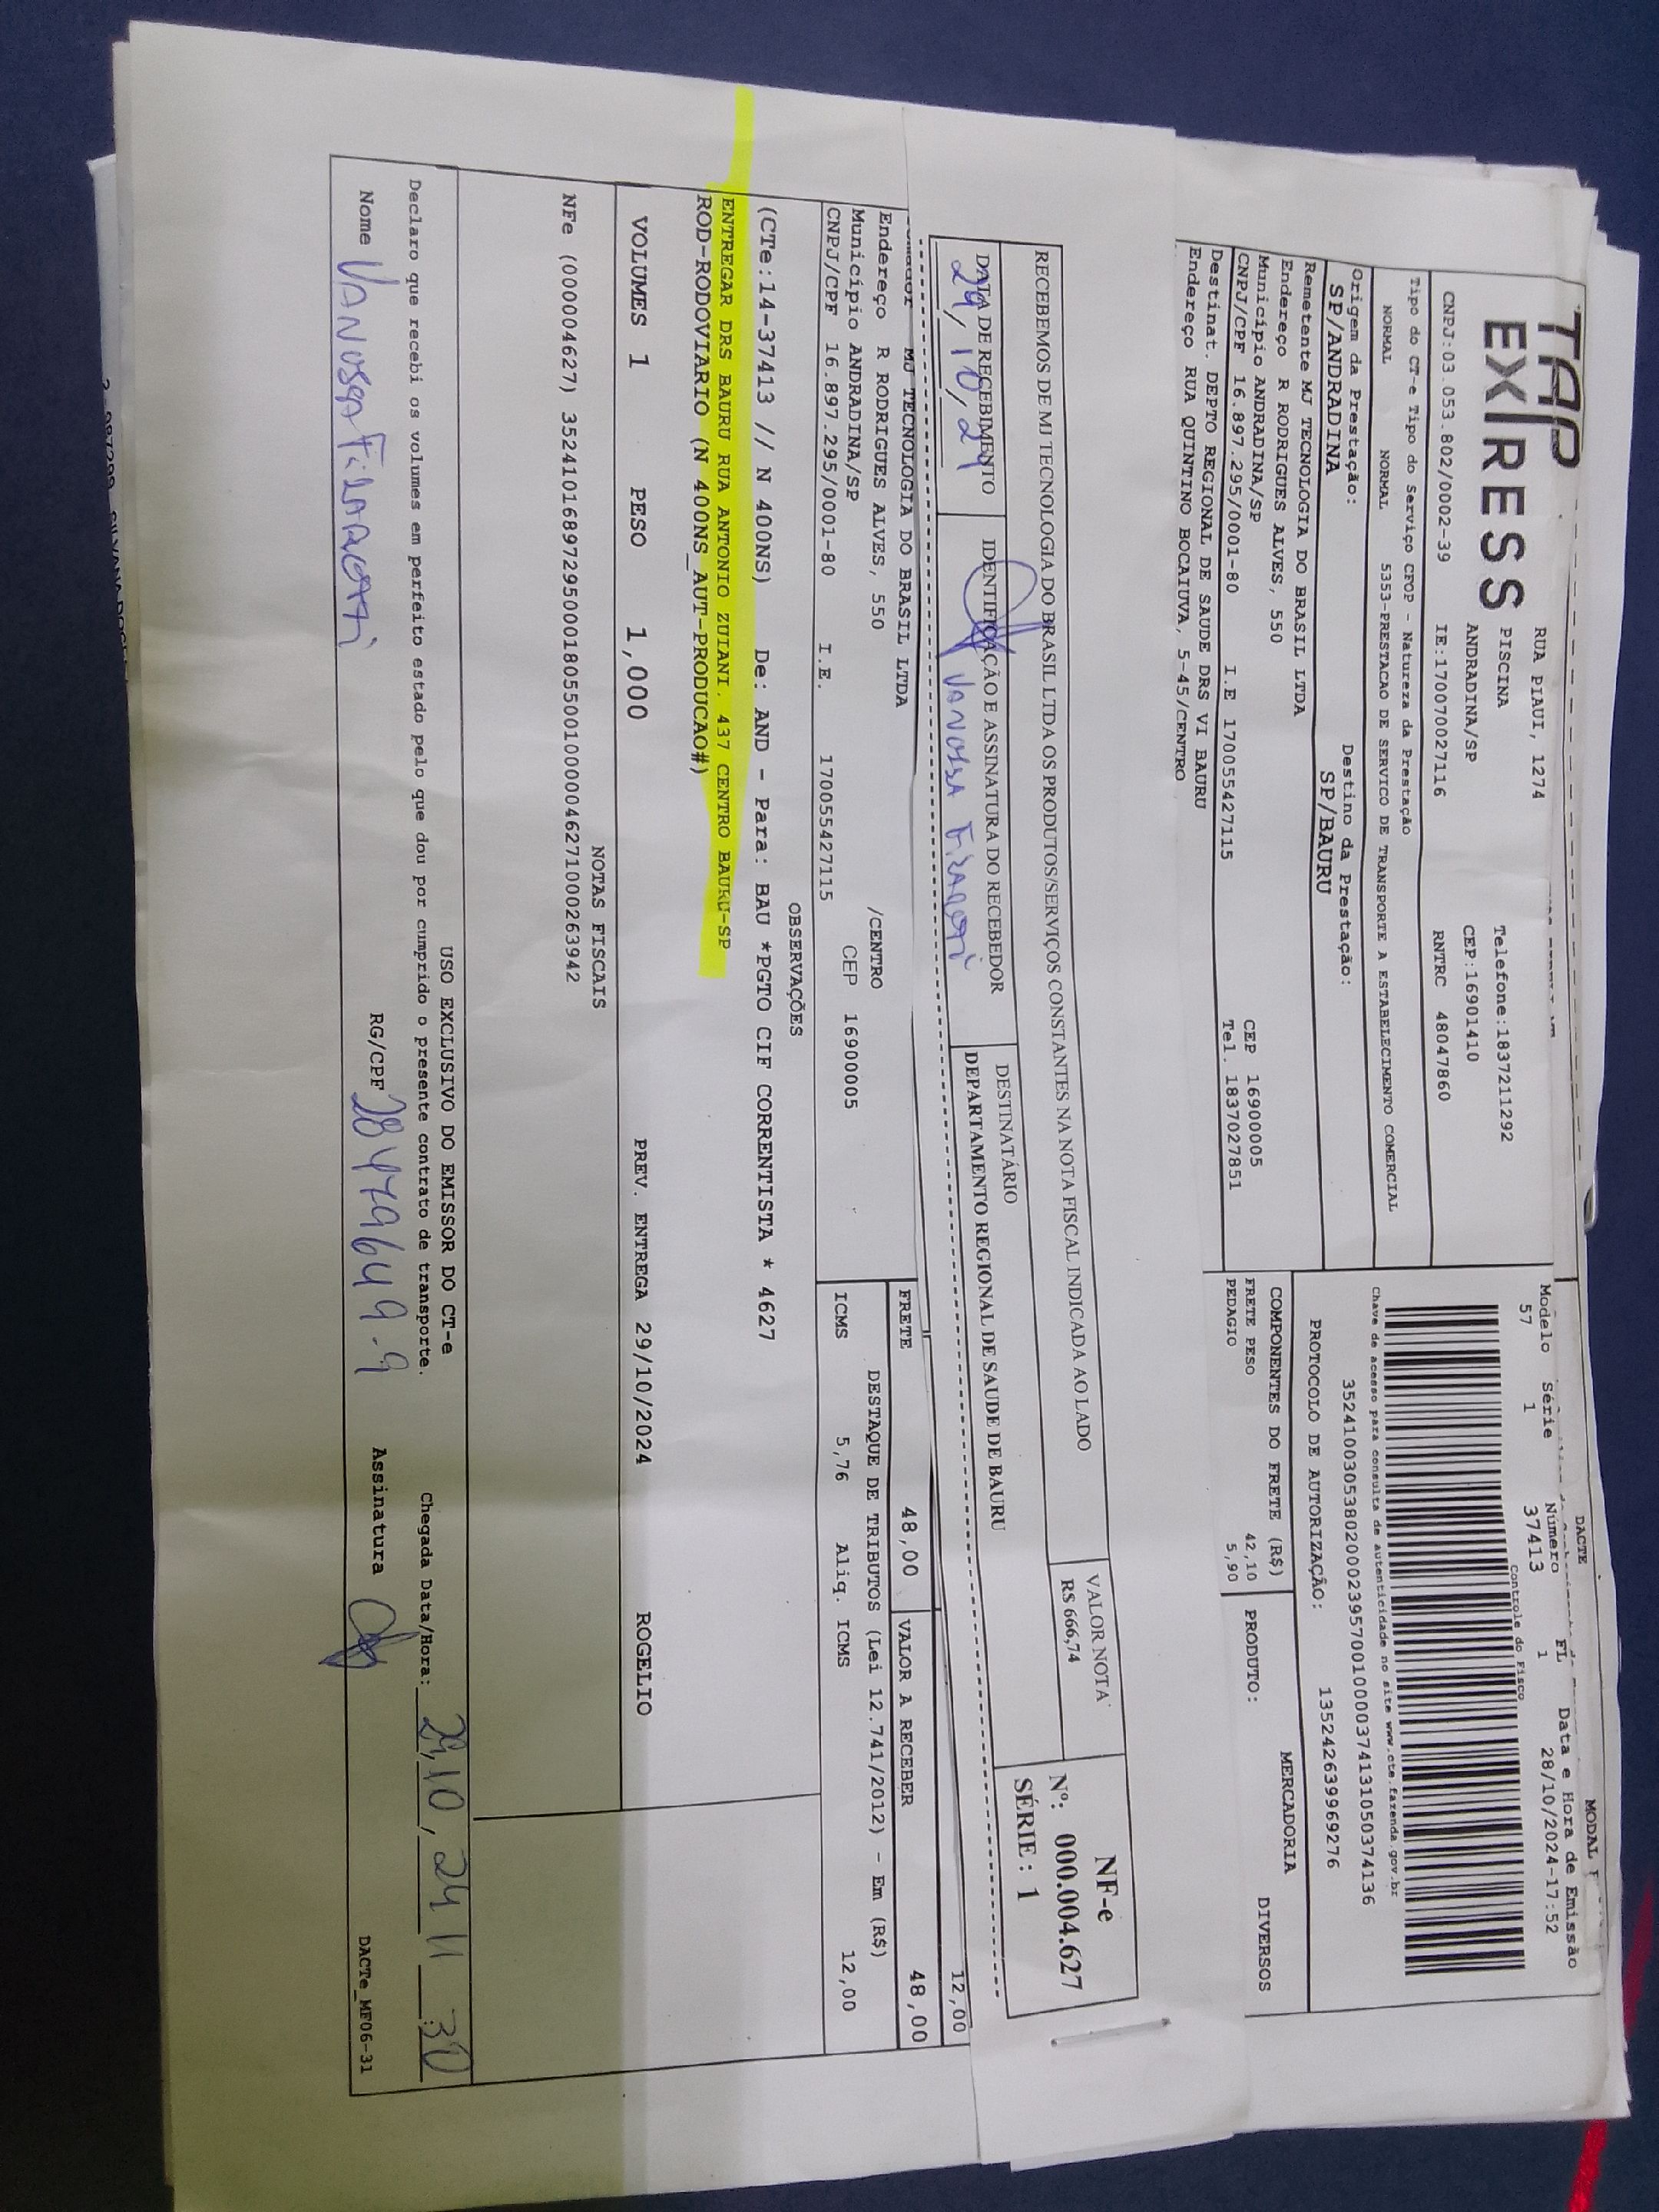 TAP
EXPRESS
RUA PIAUI, 1274
PISCINA
Telefone:1837211292
ANDRADINA/SP
CEP:16901410
CNPJ:03.053.802/0002-39 IE:170070027116 RNTRC 48047860
Tipo do CT-e Tipo do Serviço CFOP - Natureza da Prestação
NORMAL NORMAL 5353-PRESTACAO DE SERVICO DE TRANSPORTE A ESTABELECIMENTO COMERCIAL
Origem da Prestação: Destino da Prestação:
SP/ANDRADINA SP/BAURU
Remetente MJ TECNOLOGIA DO BRASIL LTDA
Endereço R RODRIGUES ALVES, 550
Município ANDRADINA/SP CEP 16900005
CNPJ/CPF 16.897.295/0001-80 I.E 170055427115 Tel. 1837027851
Destinat. DEPTO REGIONAL DE SAUDE DRS VI BAURU
Endereço RUA QUINTINO BOCAIUVA, 5-45/CENTRO
DACTE
MODAL
Modelo Série Número FL Data e Hora de Emissão
57 1 37413 1 28/10/2024-17:52
Controle do Fisco
Chave de acesso para consulta de autenticidade no site www.cte.fazenda.gov.br
35241003053802000239570010000374131050374136
PROTOCOLO DE AUTORIZAÇÃO: 135242639969276
COMPONENTES DO FRETE (R$) MERCADORIA
FRETE PESO 42,10 PRODUTO: DIVERSOS
PEDAGIO 5,90
RECEBEMOS DE MJ TECNOLOGIA DO BRASIL LTDA OS PRODUTOS/SERVIÇOS CONSTANTES NA NOTA FISCAL INDICADA AO LADO
VALOR NOTA
R$ 666,74
NF-e
Nº: 000.004.627
SÉRIE : 1
DATA DE RECEBIMENTO IDENTIFICAÇÃO E ASSINATURA DO RECEBEDOR DESTINATÁRIO
29/10/24 DEPARTAMENTO REGIONAL DE SAUDE DE BAURU
12,00
MJ TECNOLOGIA DO BRASIL LTDA
FRETE 48,00 VALOR A RECEBER 48,00
Endereço R RODRIGUES ALVES, 550 /CENTRO
DESTAQUE DE TRIBUTOS (Lei 12.741/2012) - Em (R$)
Município ANDRADINA/SP CEP 16900005
ICMS 5,76 Aliq. ICMS 12,00
CNPJ/CPF 16.897.295/0001-80 I.E. 170055427115
OBSERVAÇÕES
(CTe:14-37413 // N 400NS) De: AND - Para: BAU *PGTO CIF CORRENTISTA * 4627
ENTREGAR DRS BAURU RUA ANTONIO ZUIANI. 437 CENTRO BAURU-SP
ROD-RODOVIARIO (N 400NS_AUT-PRODUCAO#)
VOLUMES 1 PESO 1,000 PREV. ENTREGA 29/10/2024 ROGELIO
NOTAS FISCAIS
NFe (000004627) 35241016897295000180550010000046271000263942
USO EXCLUSIVO DO EMISSOR DO CT-e
Declaro que recebi os volumes em perfeito estado pelo que dou por cumprido o presente contrato de transporte.
Chegada Data/Hora: 29,10,24 11 30
Nome RG/CPF 28479649-9 Assinatura DACTe_MF06-31